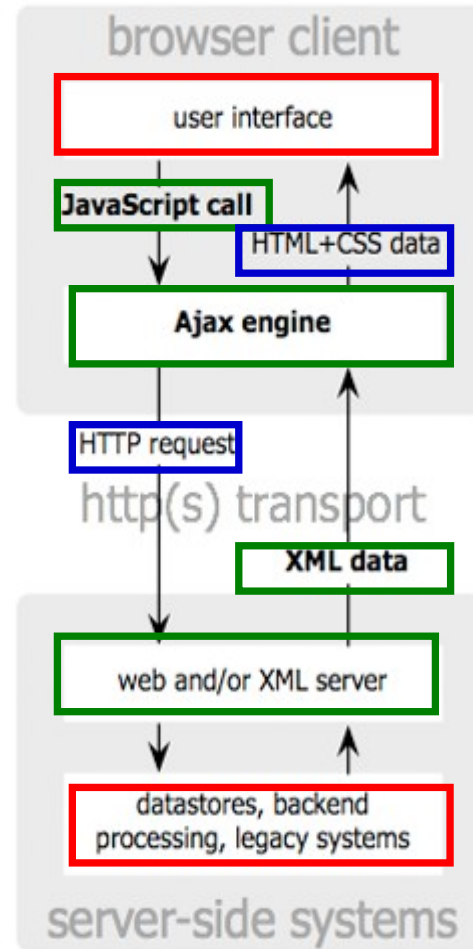 browser client
user interface
JavaScript call
HTML+CSS data
Ajax engine
HTTP request
http(s) transport
XML data
web and/or XML server
datastores, backend
processing, legacy systems
server-side systems